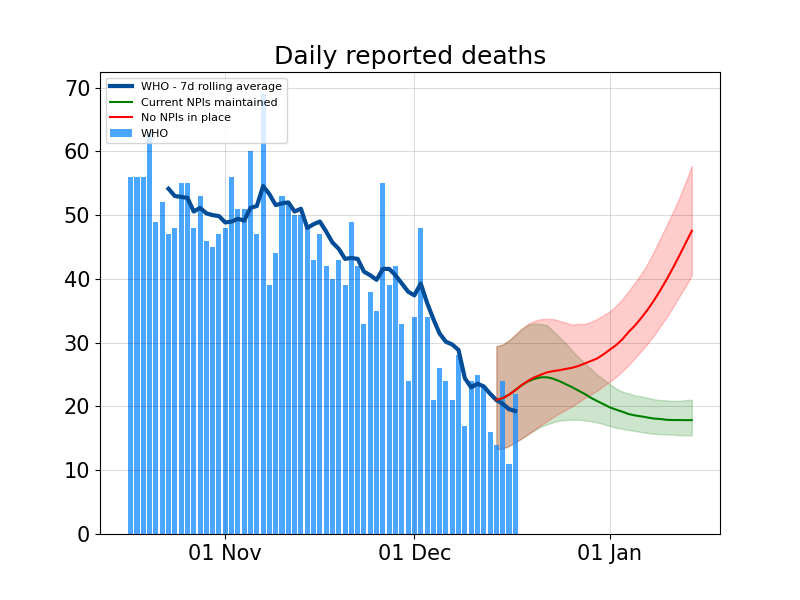 Daily reported deaths
WHO - 7d rolling average
Current NPIs maintained
No NPIs in place
WHO
70
60
50
40
30
20
10
0
01 Nov
01 Dec
01 Jan